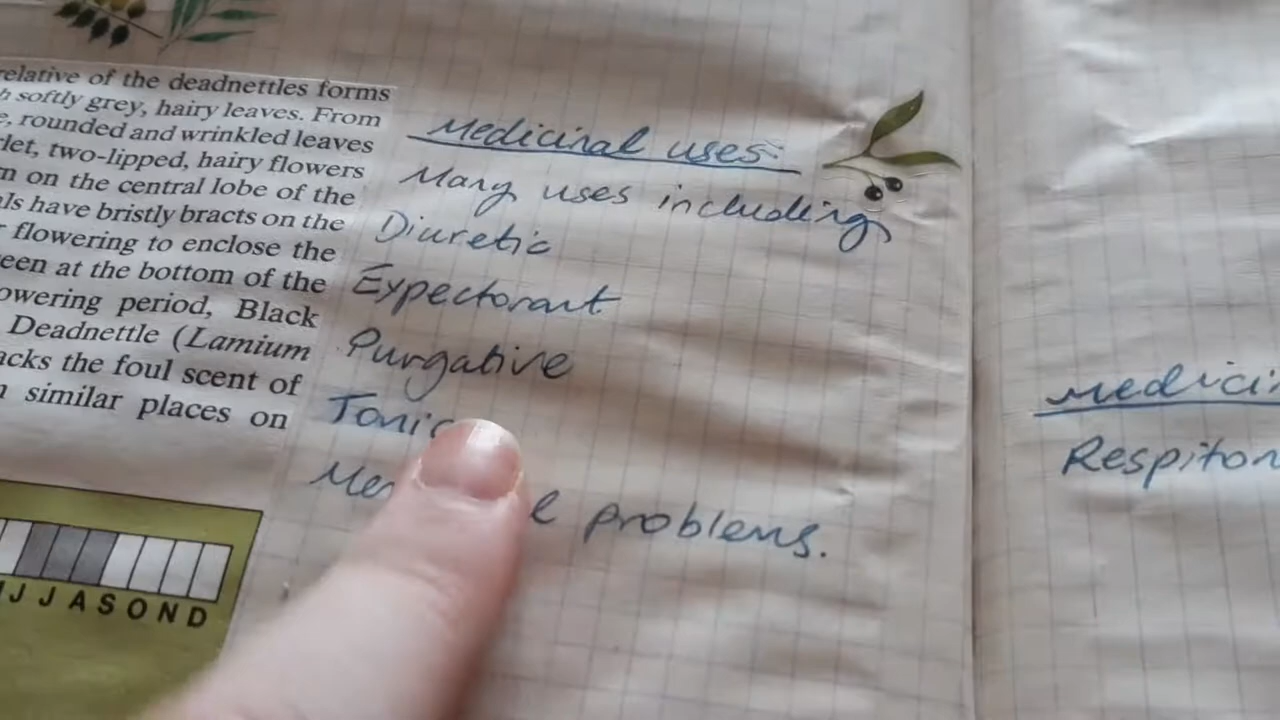 relative of the deadnettles forms
softly grey, hairy leaves. From
rounded and wrinkled leaves
two-lipped, hairy flowers
on the central lobe of the
have bristly bracts on the
flowering to enclose the
at the bottom of the
period, Black
Deadnettle (Lamium
the foul scent of
similar places on
J J A S O N D
Medicinal uses:
Many uses including
Diuretic
Expectorant
Purgative
Tonic
problems.